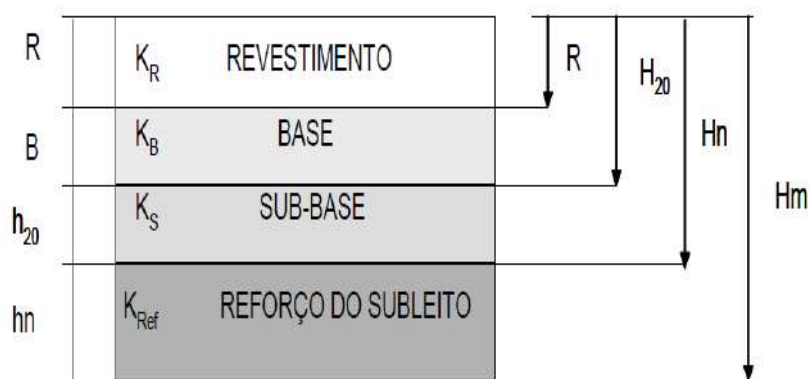 R K_R REVESTIMENTO R
H_20
B K_B BASE
Hn
Hm
h_20 K_S SUB-BASE
hn K_Ref REFORÇO DO SUBLEITO